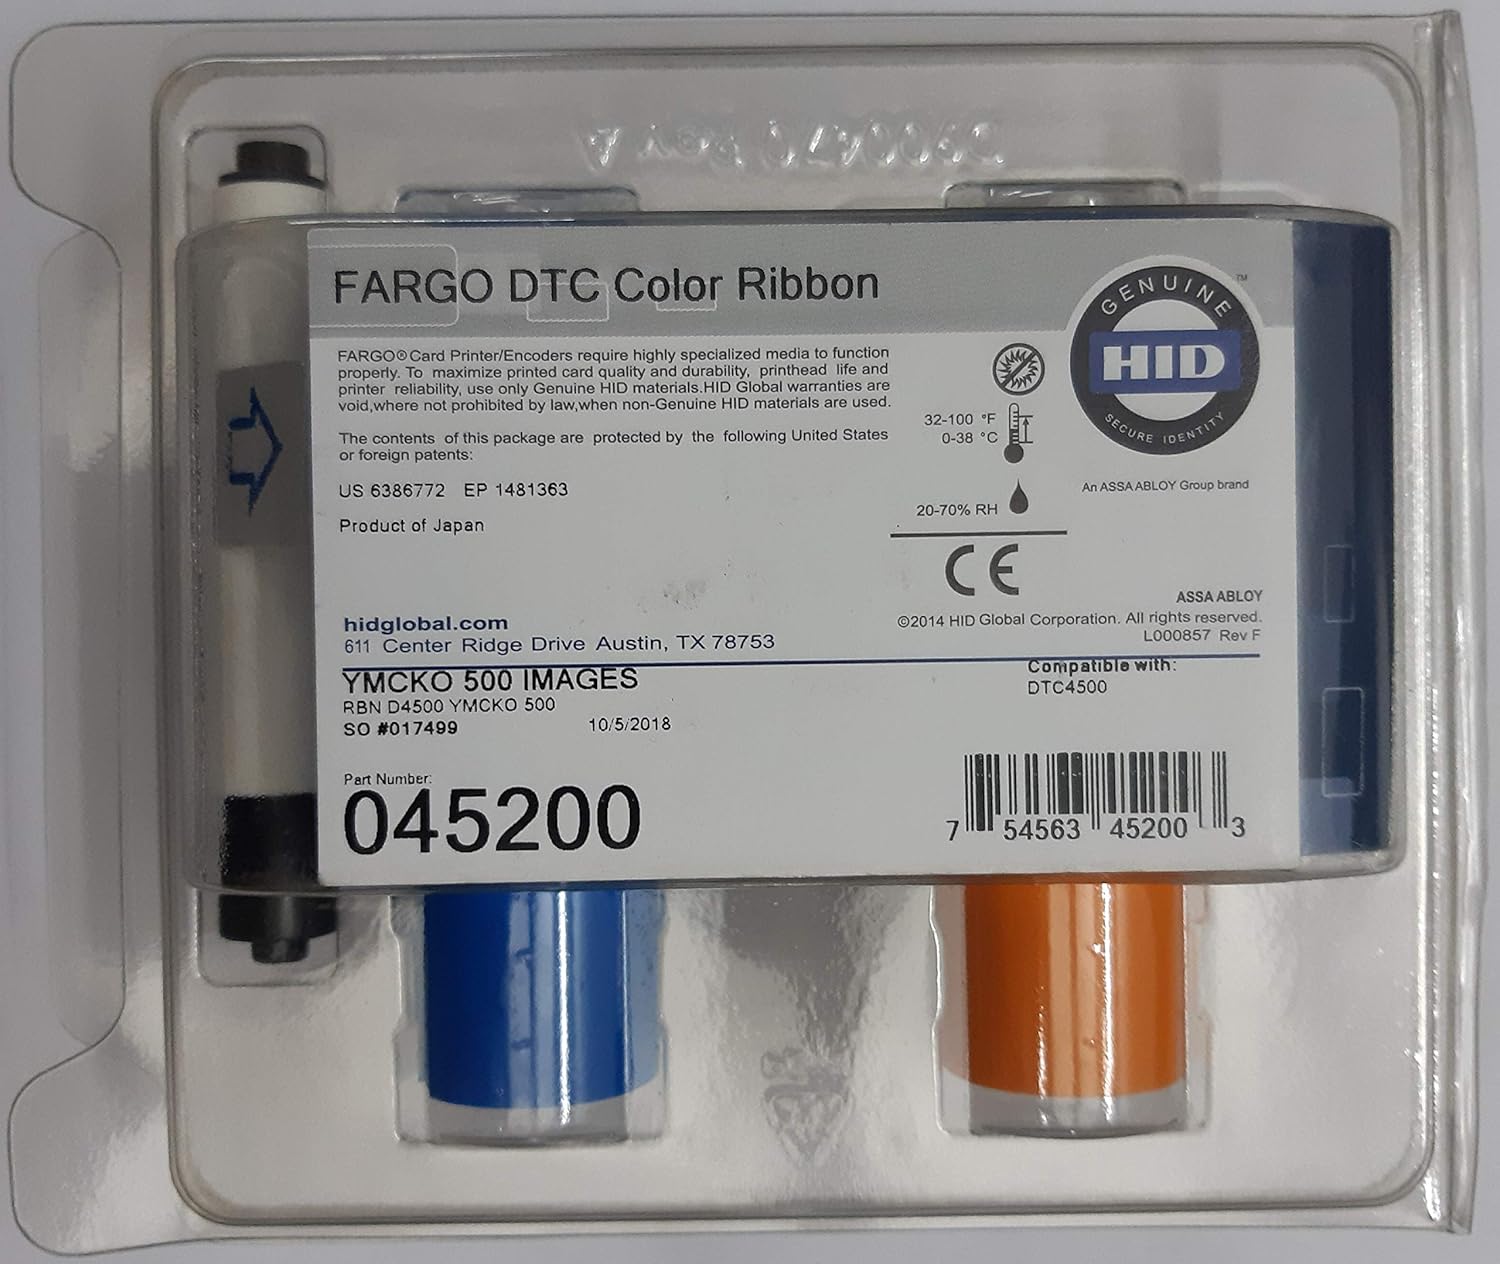 D900470 Rev A
FARGO DTC Color Ribbon
GENUINE
™
HID
SECURE IDENTITY
An ASSA ABLOY Group brand
FARGO® Card Printer/Encoders require highly specialized media to function
properly. To maximize printed card quality and durability, printhead life and
printer reliability, use only Genuine HID materials.HID Global warranties are
void,where not prohibited by law,when non-Genuine HID materials are used.
The contents of this package are protected by the following United States
or foreign patents:
US 6386772 EP 1481363
Product of Japan
32-100 °F
0-38 °C
20-70% RH
CE
hidglobal.com
611 Center Ridge Drive Austin, TX 78753
ASSA ABLOY
©2014 HID Global Corporation. All rights reserved.
L000857 Rev F
YMCKO 500 IMAGES
RBN D4500 YMCKO 500
SO #017499 10/5/2018
Compatible with:
DTC4500
Part Number:
045200
7 54563 45200 3